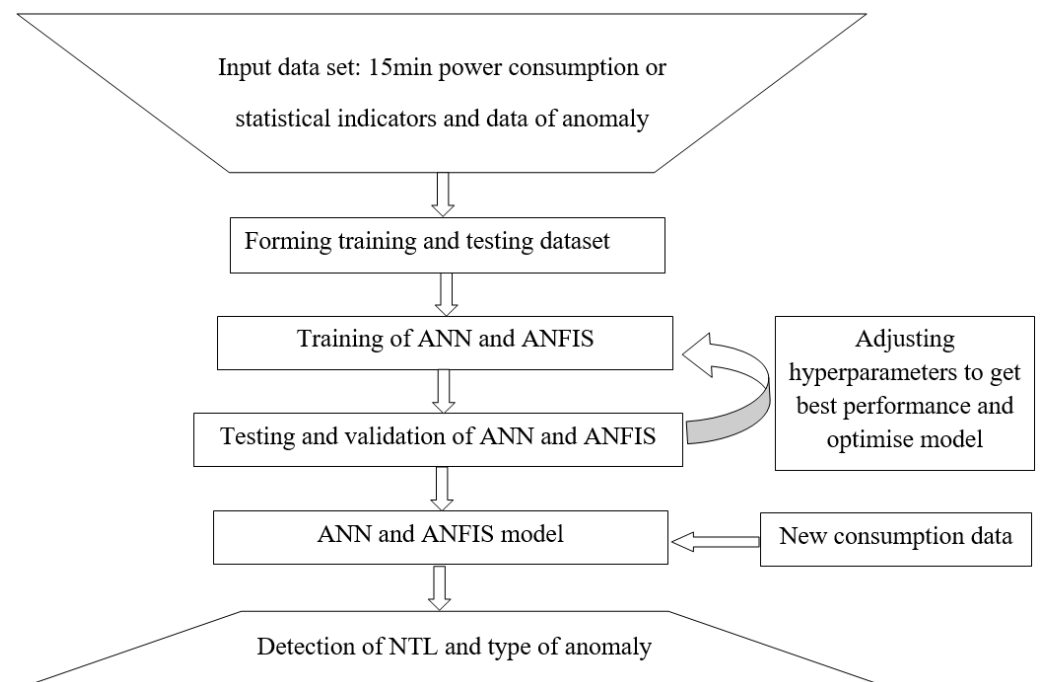 Input data set: 15min power consumption or
statistical indicators and data of anomaly
Forming training and testing dataset
Training of ANN and ANFIS
Adjusting
hyperparameters to get
best performance and
optimise model
Testing and validation of ANN and ANFIS
ANN and ANFIS model
New consumption data
Detection of NTL and type of anomaly